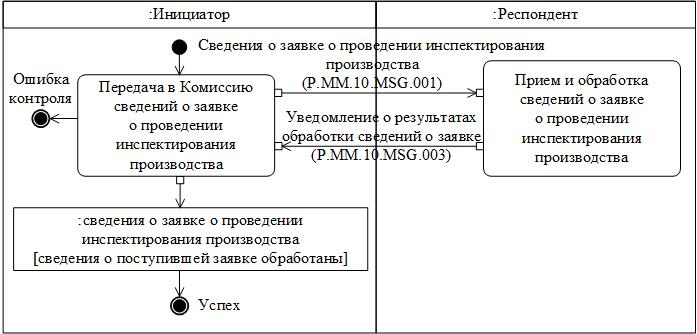 :Инициатор
:Респондент
Сведения о заявке о проведении инспектирования
производства
(P.MM.10.MSG.001)
Ошибка
контроля
Передача в Комиссию
сведений о заявке
о проведении
инспектирования
производства
Прием и обработка
сведений о заявке
о проведении
инспектирования
производства
Уведомление о результатах
обработки сведений о заявке
(P.MM.10.MSG.003)
:сведения о заявке о проведении
инспектирования производства
[сведения о поступившей заявке обработаны]
Успех